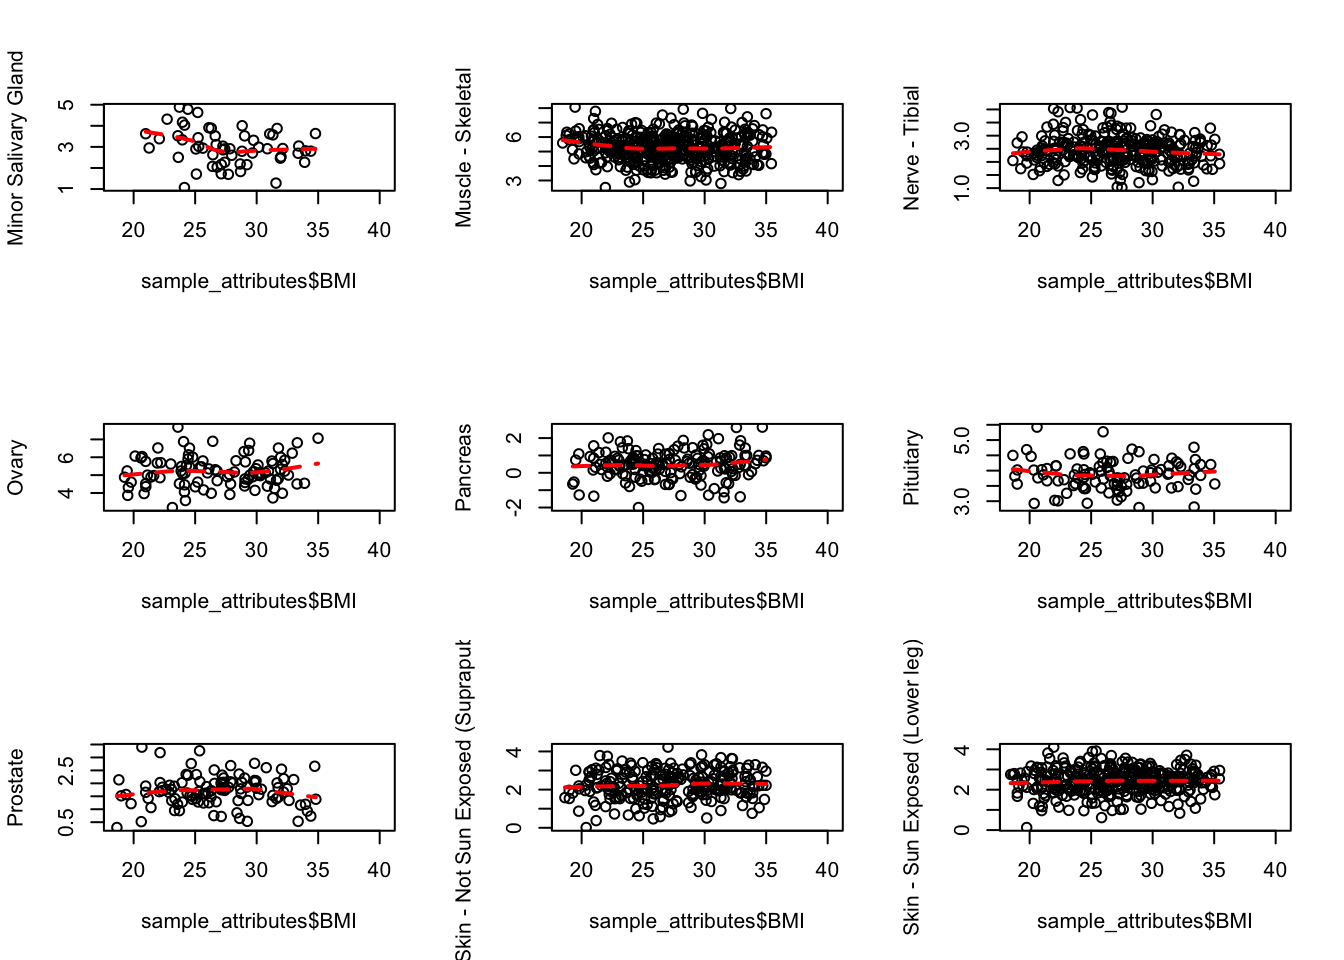 Minor Salivary Gland
5
3
1
20 25 30 35 40
sample_attributes$BMI
Muscle - Skeletal
6
3
20 25 30 35 40
sample_attributes$BMI
Nerve - Tibial
3.0
1.0
20 25 30 35 40
sample_attributes$BMI
Ovary
6
4
20 25 30 35 40
sample_attributes$BMI
Pancreas
2
0
-2
20 25 30 35 40
sample_attributes$BMI
Pituitary
5.0
3.0
20 25 30 35 40
sample_attributes$BMI
Prostate
2.5
0.5
20 25 30 35 40
sample_attributes$BMI
Skin - Not Sun Exposed (Suprapub
4
2
0
20 25 30 35 40
sample_attributes$BMI
Skin - Sun Exposed (Lower leg)
4
2
0
20 25 30 35 40
sample_attributes$BMI